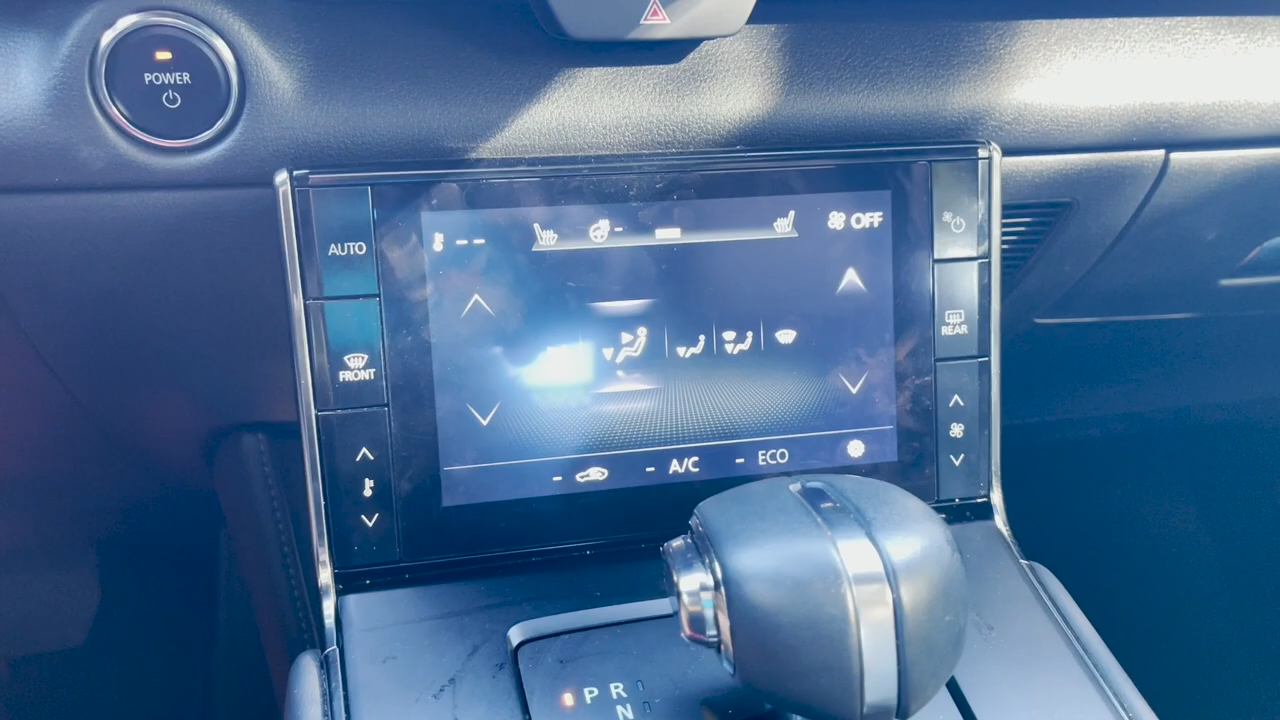 POWER
AUTO
-- OFF
FRONT
REAR
A/C
ECO
P R
N